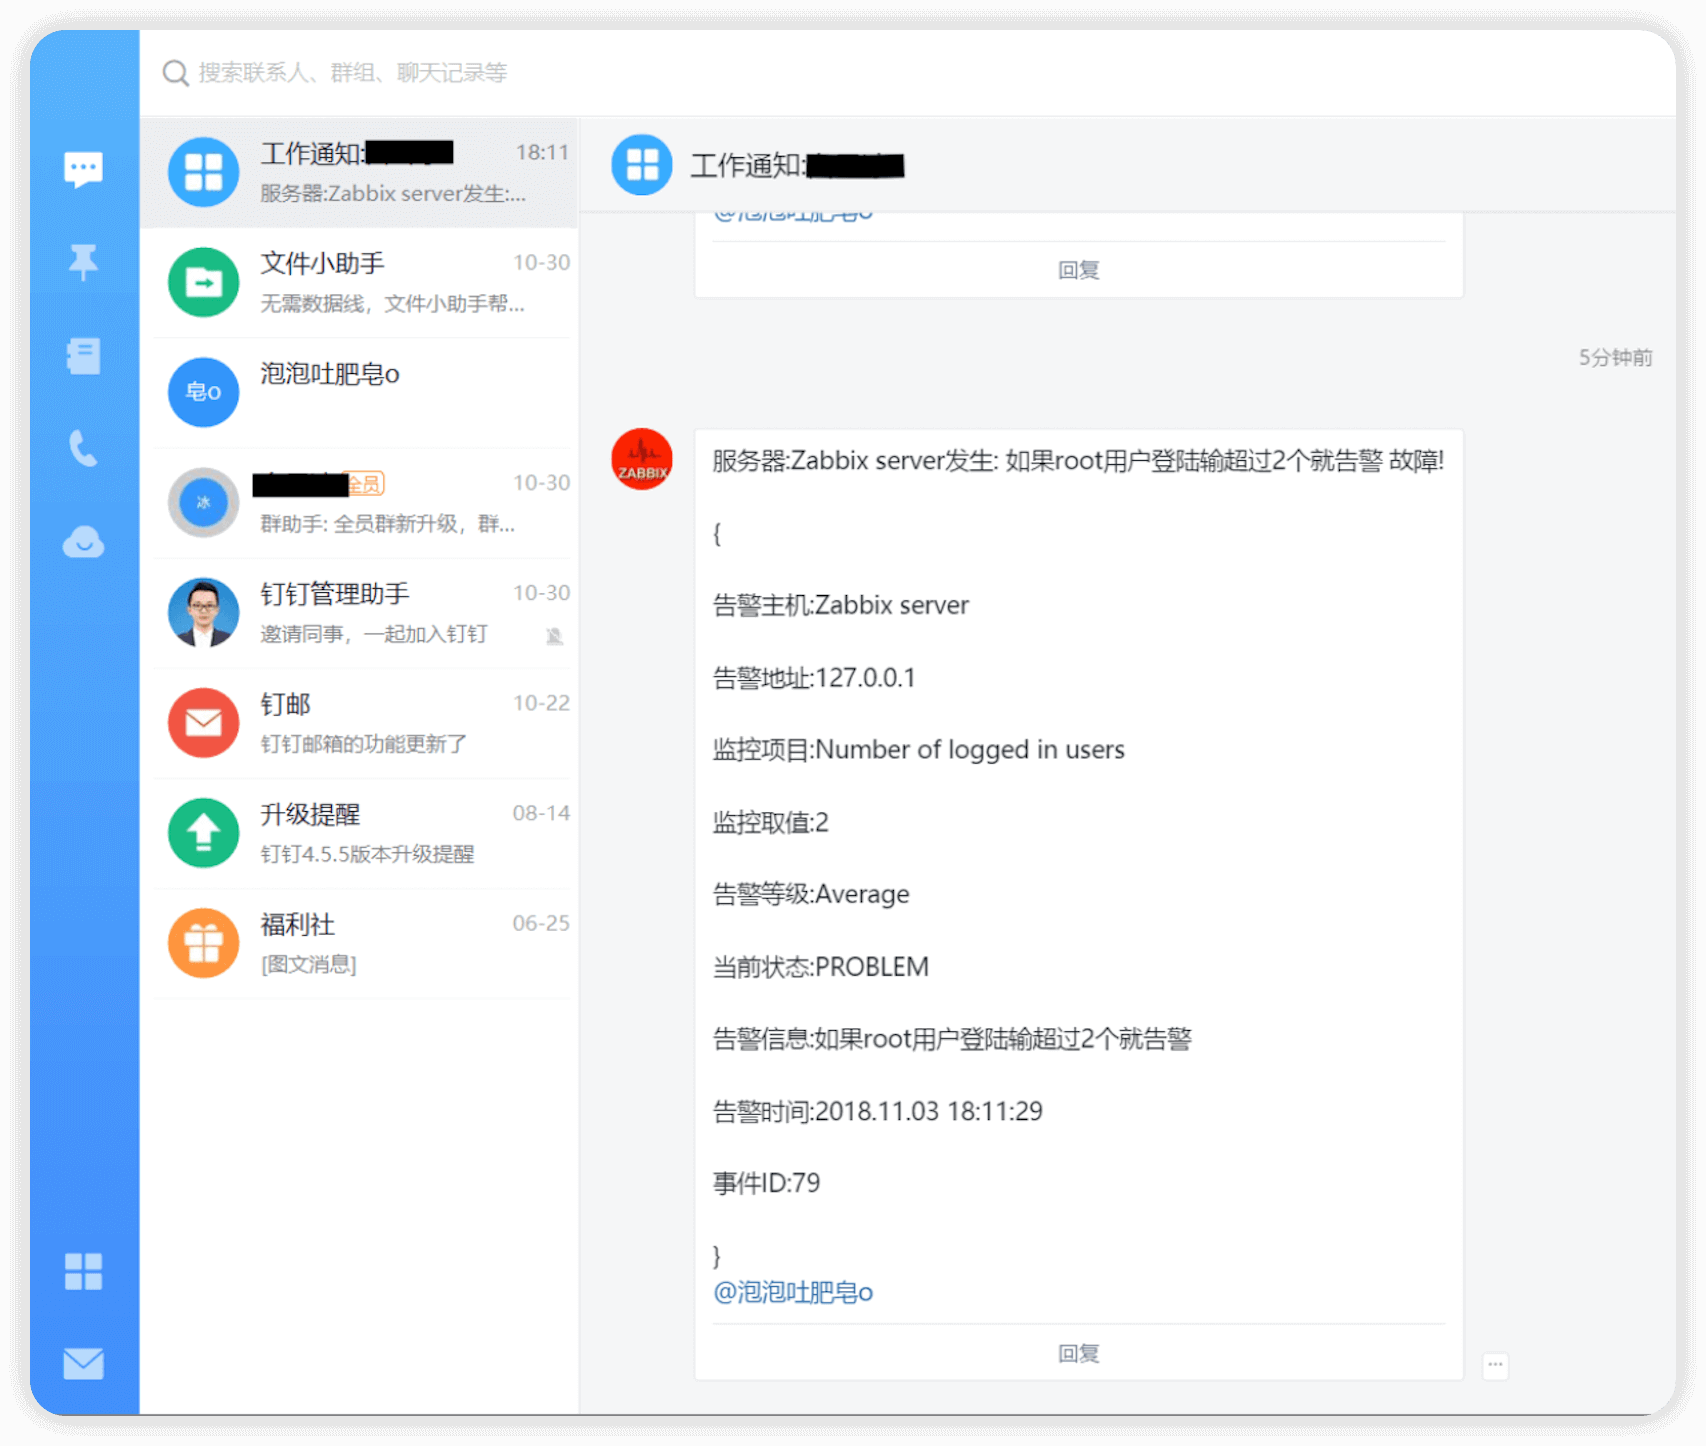 搜索联系人、群组、聊天记录等
工作通知:
18:11
服务器:Zabbix server发生:...
文件小助手
10-30
无需数据线，文件小助手帮...
皂o
泡泡吐肥皂o
冰
全员
10-30
群助手: 全员群新升级，群...
钉钉管理助手
10-30
邀请同事，一起加入钉钉
钉邮
10-22
钉钉邮箱的功能更新了
升级提醒
08-14
钉钉4.5.5版本升级提醒
福利社
06-25
[图文消息]
工作通知:
@泡泡吐肥皂o
回复
5分钟前
ZABBIX
服务器:Zabbix server发生: 如果root用户登陆输超过2个就告警 故障!
{
告警主机:Zabbix server
告警地址:127.0.0.1
监控项目:Number of logged in users
监控取值:2
告警等级:Average
当前状态:PROBLEM
告警信息:如果root用户登陆输超过2个就告警
告警时间:2018.11.03 18:11:29
事件ID:79
}
@泡泡吐肥皂o
回复